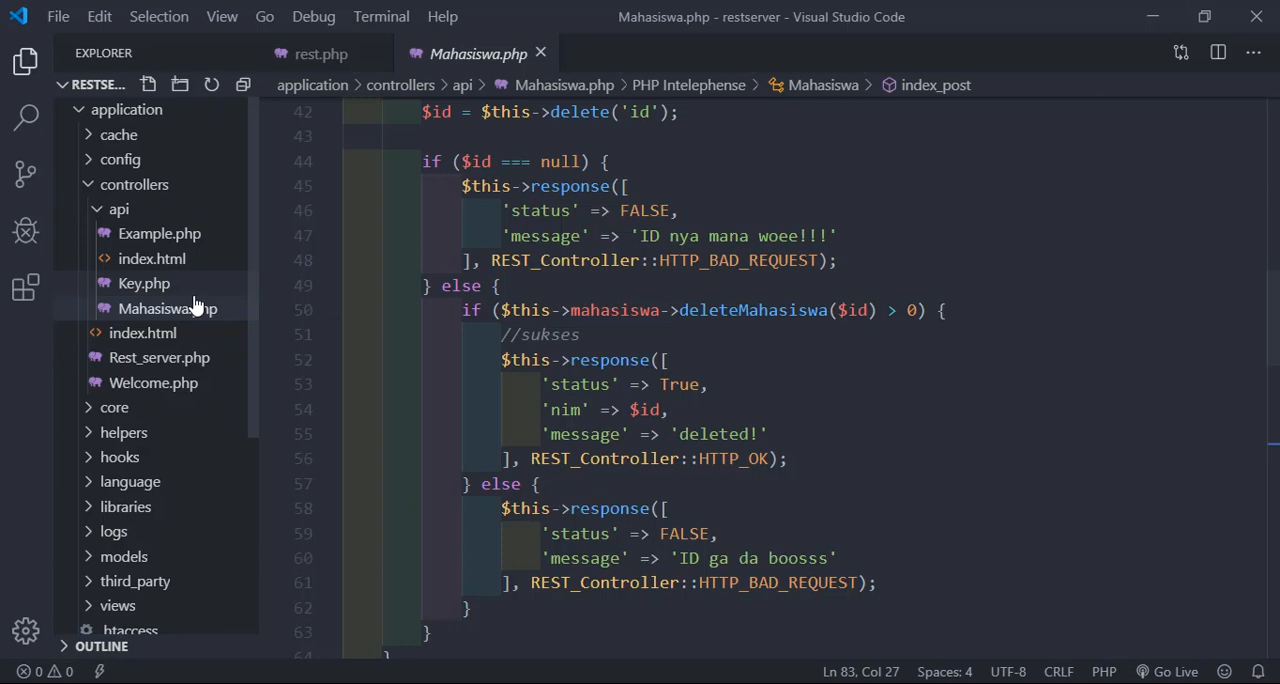 File Edit Selection View Go Debug Terminal Help Mahasiswa.php - restserver - Visual Studio Code
EXPLORER rest.php Mahasiswa.php
RESTSE... application > controllers > api > Mahasiswa.php > PHP Intelephense > Mahasiswa > index_post
application
cache
config
controllers
api
Example.php
index.html
Key.php
index.html
Rest_server.php
Welcome.php
core
helpers
hooks
language
libraries
logs
models
third_party
views
.htaccess
OUTLINE
42 $id = $this->delete('id');
43
44 if ($id === null) {
45 $this->response([
46 'status' => FALSE,
47 'message' => 'ID nya mana woee!!!'
48 ], REST_Controller::HTTP_BAD_REQUEST);
49 } else {
50 if ($this->mahasiswa->deleteMahasiswa($id) > 0) {
51 //sukses
52 $this->response([
53 'status' => True,
54 'nim' => $id,
55 'message' => 'deleted!'
56 ], REST_Controller::HTTP_OK);
57 } else {
58 $this->response([
59 'status' => FALSE,
60 'message' => 'ID ga da boosss'
61 ], REST_Controller::HTTP_BAD_REQUEST);
62 }
63 }
64 }
0 0 Ln 83, Col 27 Spaces: 4 UTF-8 CRLF PHP Go Live